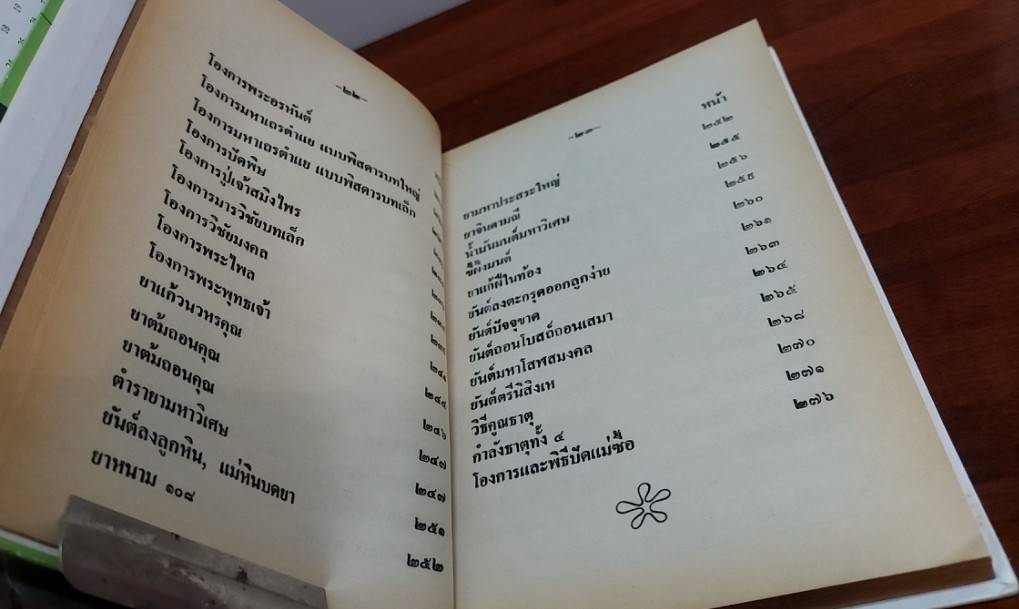 -๒๒-
โองการพระอรหันต์
โองการมหาเถรตำแย แบบพิสดารบทใหญ่
โองการมหาเถรตำแย แบบพิสดารบทเล็ก
โองการปัดพิษ
โองการปู่เจ้าสมิงไพร
โองการมารวิชัยบทเล็ก
โองการวิชัยมงคล
โองการพระไพล
โองการพระพุทธเจ้า
ยาแก้วนวหรคุณ
ยาต้มถอนคุณ ๒๔๔
ยาต้มถอนคุณ ๒๔๖
ตำรายามหาวิเศษ ๒๔๗
ยันต์ลงลูกหิน, แม่หินบดยา ๒๔๗
ยาหนาม ๑๐๘ ๒๕๑
๒๕๒
-๒๓-
หน้า
ยามหาประสระใหญ่ ๒๕๒
ยาจินดามณี ๒๕๕
น้ำมันมนต์มหาวิเศษ ๒๕๖
ขี้ผึ้งมนต์ ๒๕๙
ยาแก้ฝีในท้อง ๒๖๐
ยันต์ลงตะกรุดออกลูกง่าย ๒๖๑
ยันต์ปัจจุขาด ๒๖๓
ยันต์ถอนโบสถ์ถอนเสมา ๒๖๔
ยันต์มหาโสฬสมงคล ๒๖๕
ยันต์ตรีนิสิงเห ๒๖๘
วิธีคูณธาตุ ๒๗๐
กำลังธาตุทั้ง ๔ ๒๗๑
โองการและพิธีปัดแม่ซื้อ ๒๗๖